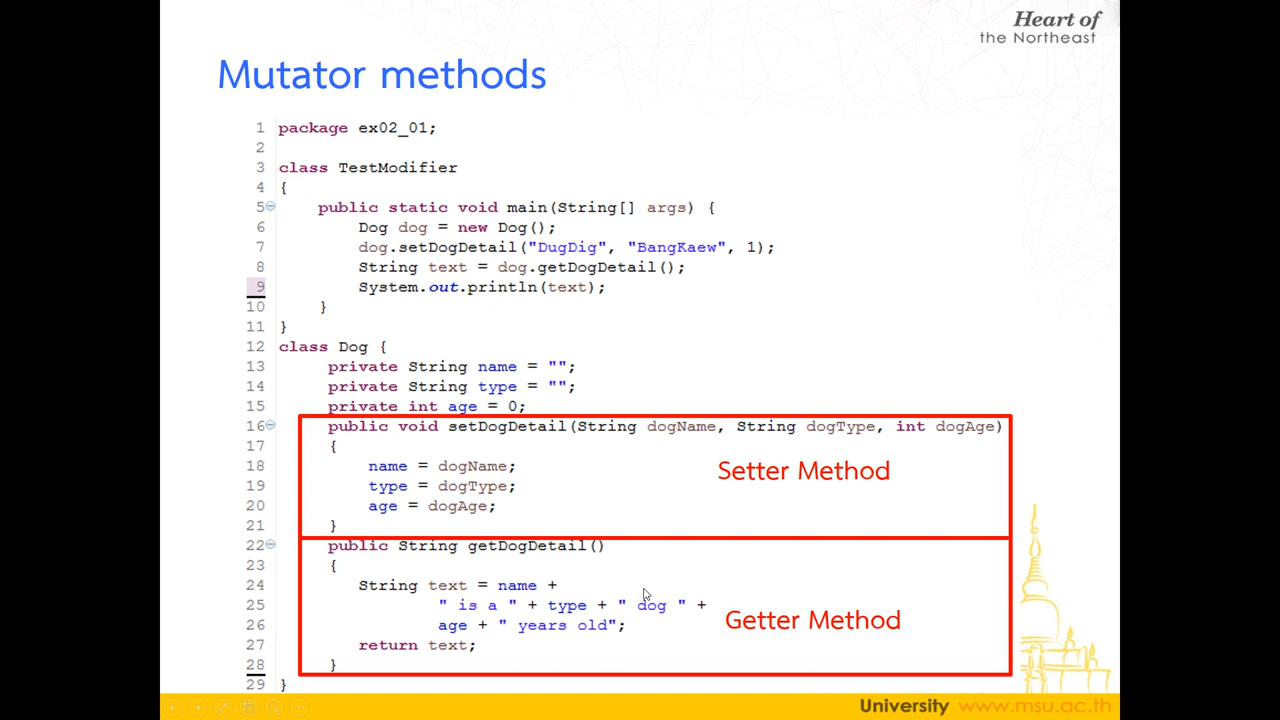 Heart of
the Northeast
Mutator methods
1 package ex02_01;
2
3 class TestModifier
4 {
5 public static void main(String[] args) {
6 Dog dog = new Dog();
7 dog.setDogDetail("DugDig", "BangKaew", 1);
8 String text = dog.getDogDetail();
9 System.out.println(text);
10 }
11 }
12 class Dog {
13 private String name = "";
14 private String type = "";
15 private int age = 0;
16 public void setDogDetail(String dogName, String dogType, int dogAge)
17 {
18 name = dogName;
Setter Method
19 type = dogType;
20 age = dogAge;
21 }
22 public String getDogDetail()
23 {
24 String text = name +
25 " is a " + type + " dog " +
26 age + " years old";
Getter Method
27 return text;
28 }
29 }
University www.msu.ac.th